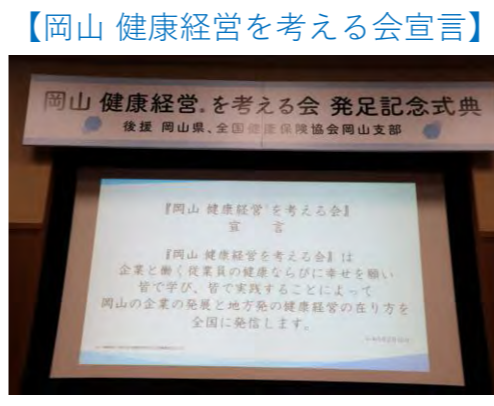 【岡山 健康経営を考える会宣言】
岡山 健康経営®を考える会 発足記念式典
後援 岡山県、全国健康保険協会岡山支部
『岡山 健康経営®を考える会』
宣 言
『岡山 健康経営を考える会』は
企業と働く従業員の健康ならびに幸せを願い
皆で学び、皆で実践することによって
岡山の企業の発展と地方発の健康経営の在り方を
全国に発信します。